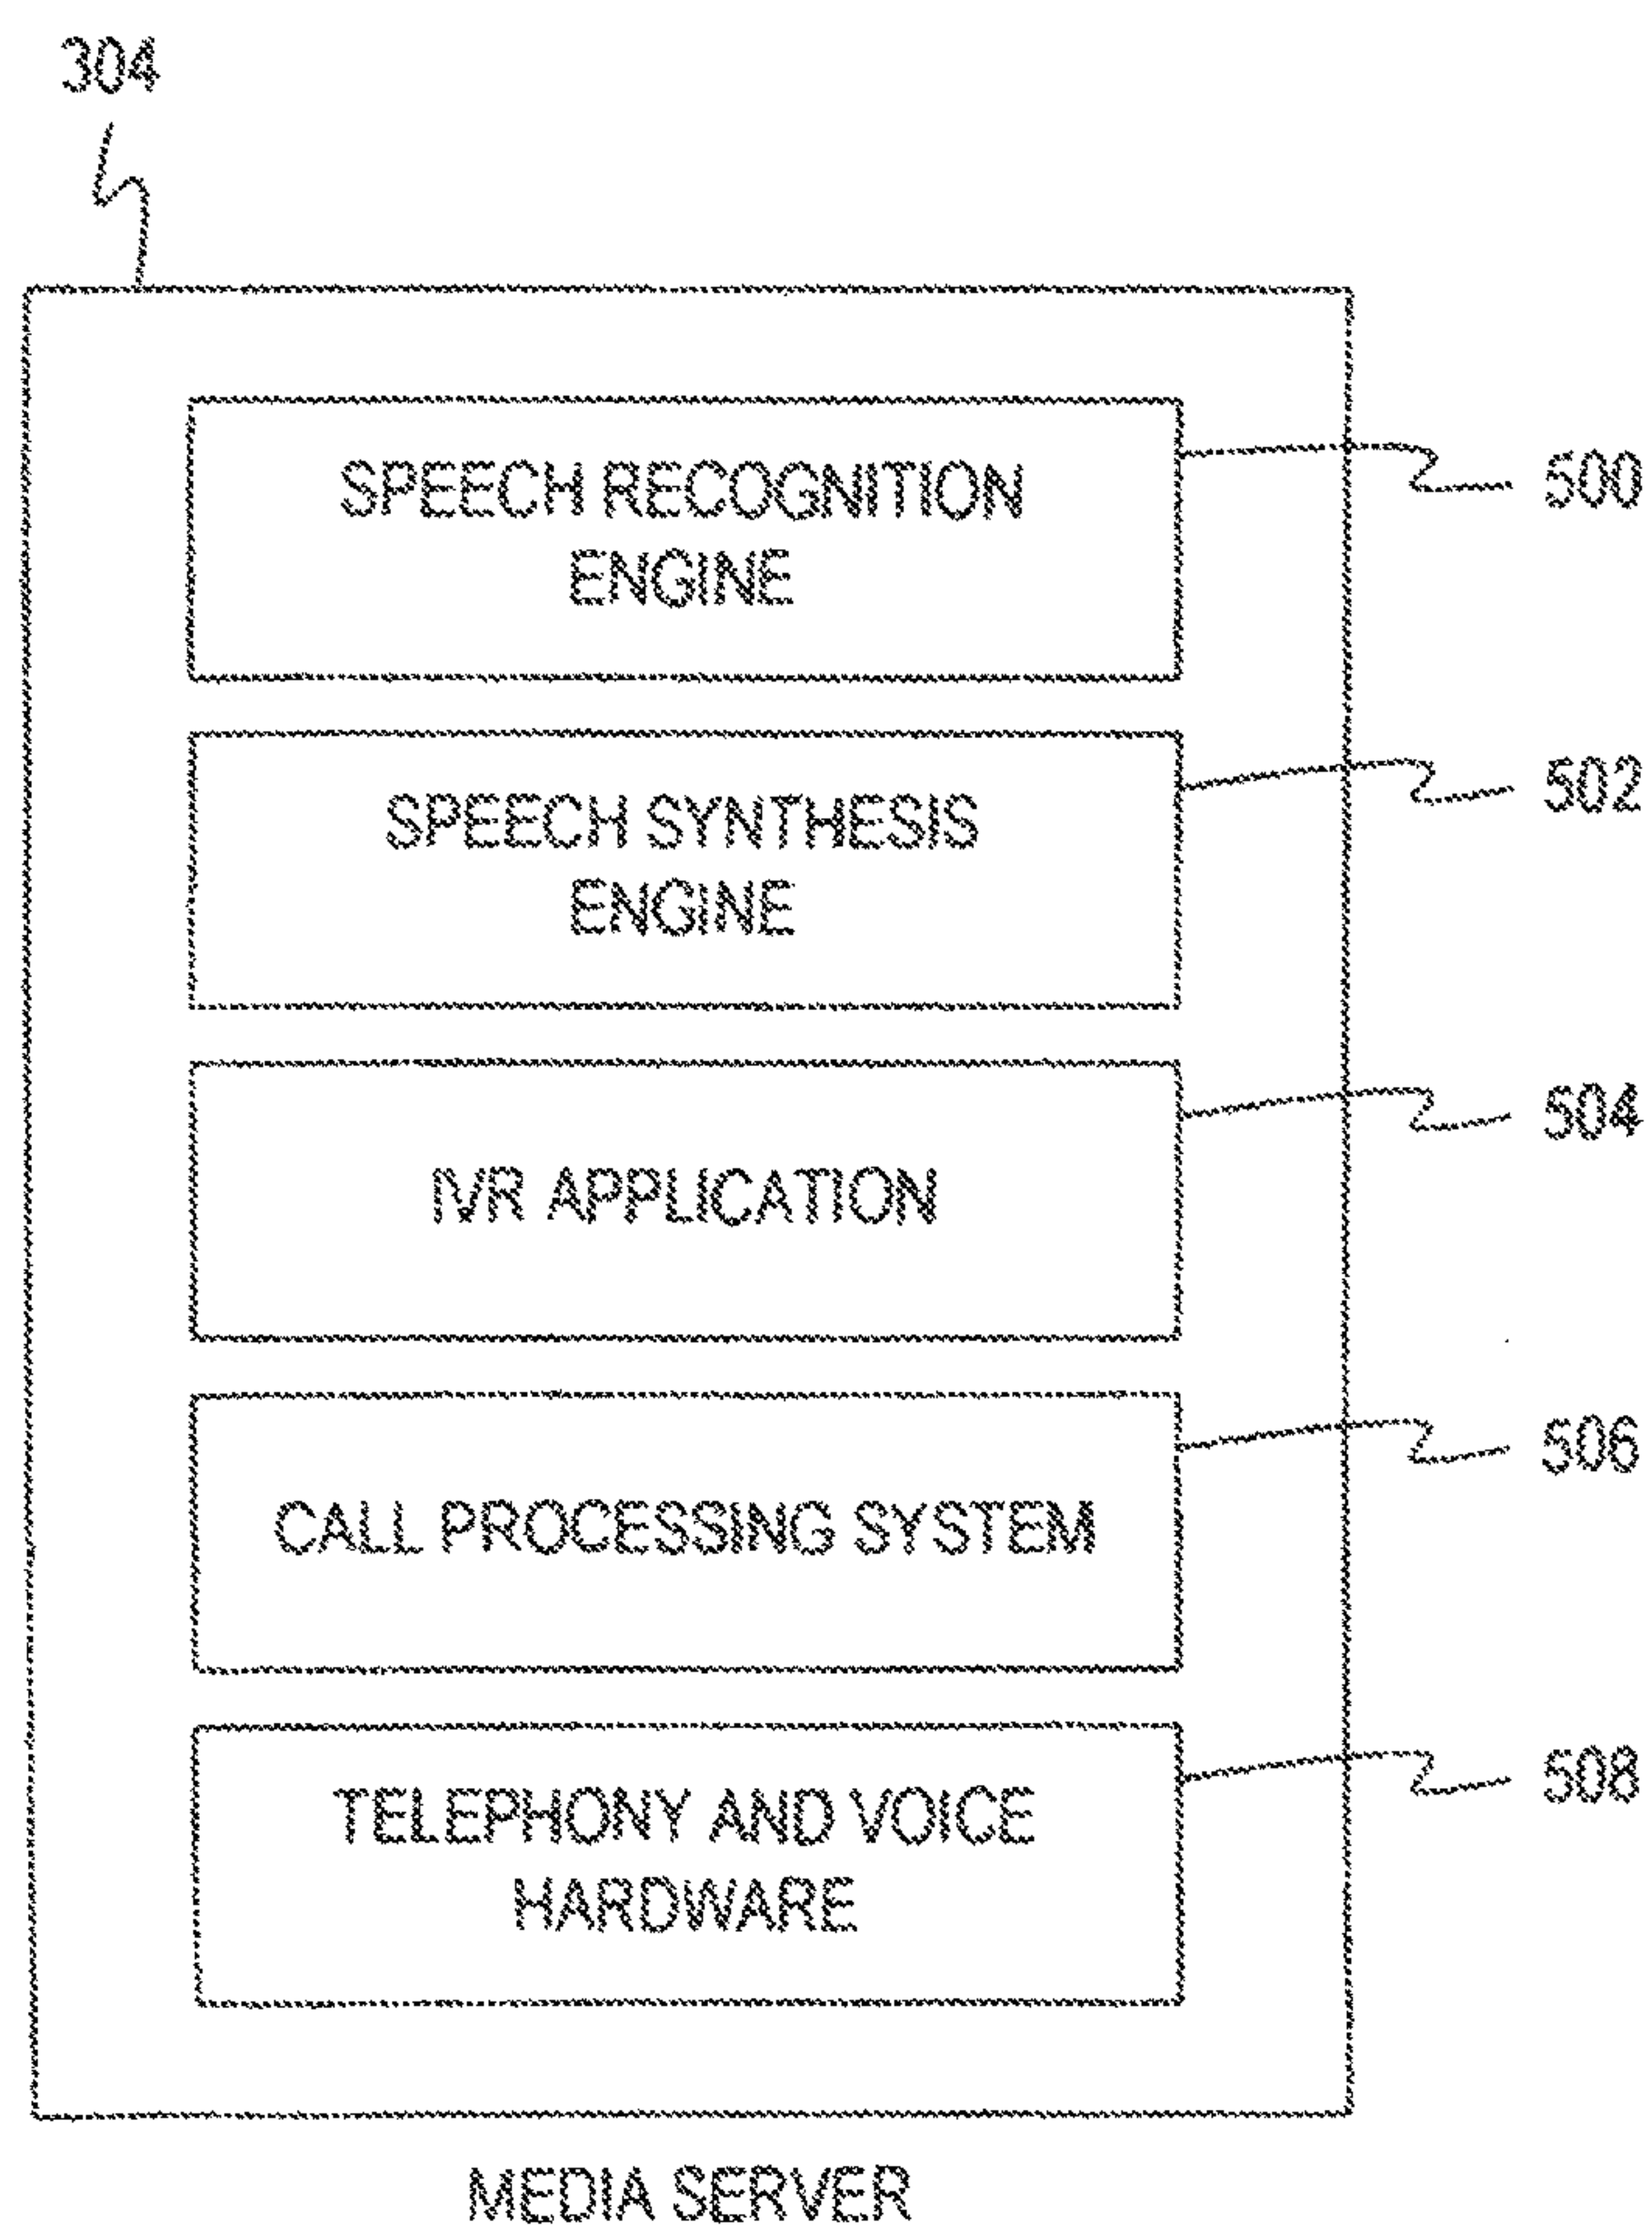 304
SPEECH RECOGNITION
ENGINE
500
SPEECH SYNTHESIS
ENGINE
502
IVR APPLICATION
504
CALL PROCESSING SYSTEM
506
TELEPHONY AND VOICE
HARDWARE
508
MEDIA SERVER